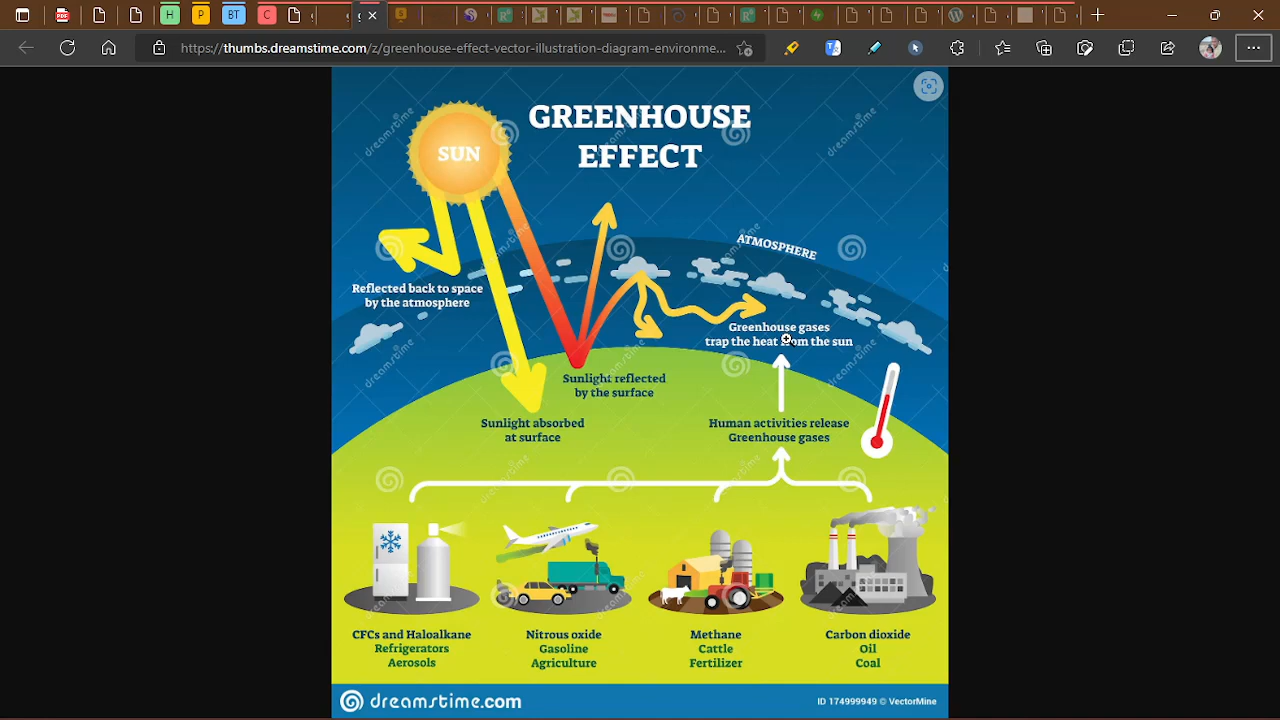 H
P
BT
C
g
https://thumbs.dreamstime.com/z/greenhouse-effect-vector-illustration-diagram-environme...
GREENHOUSE
EFFECT
SUN
ATMOSPHERE
Reflected back to space
by the atmosphere
Greenhouse gases
trap the heat from the sun
Sunlight reflected
by the surface
Sunlight absorbed
at surface
Human activities release
Greenhouse gases
CFCs and Haloalkane
Refrigerators
Aerosols
Nitrous oxide
Gasoline
Agriculture
Methane
Cattle
Fertilizer
Carbon dioxide
Oil
Coal
dreamstime.com
ID 174999949 © VectorMine
dreamstime